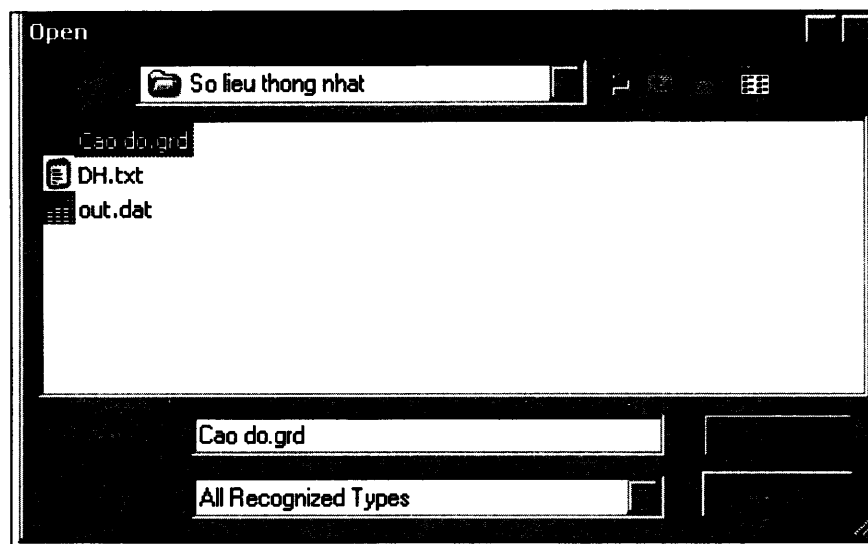 Open
So lieu thong nhat
Cao do.grd
DH.txt
out.dat
Cao do.grd
All Recognized Types